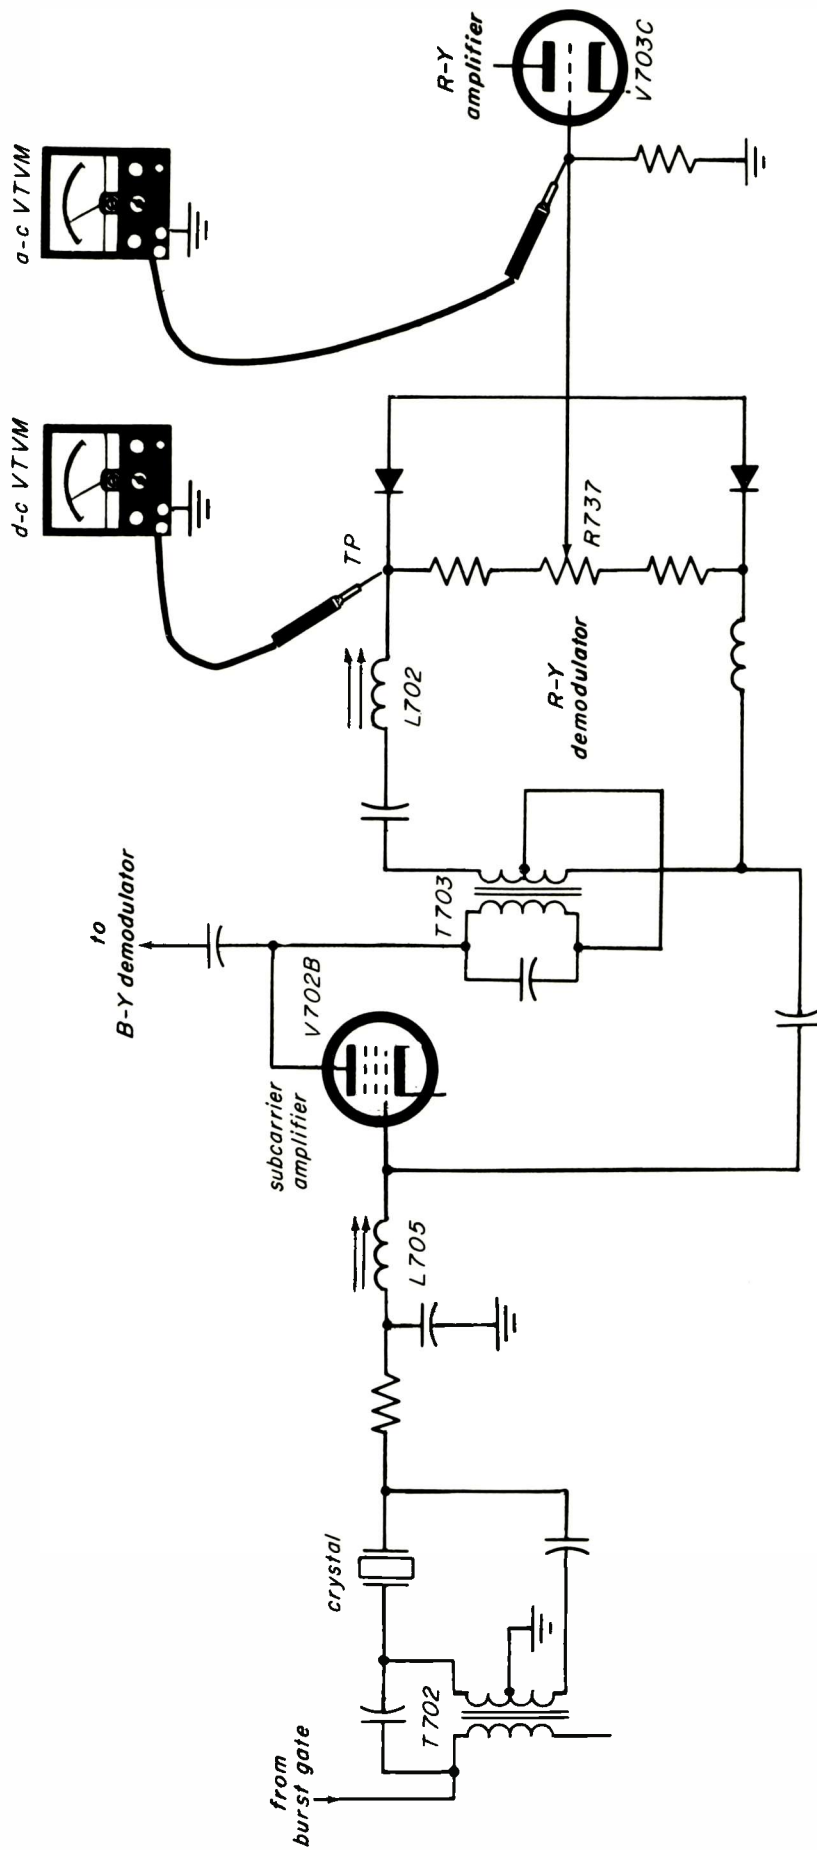 from
burst gate
T702
crystal
L705
subcarrier
amplifier
V702B
to
B-Y demodulator
T703
L702
R-Y
demodulator
TP
R737
d-c VTVM
a-c VTVM
R-Y
amplifier
V703C